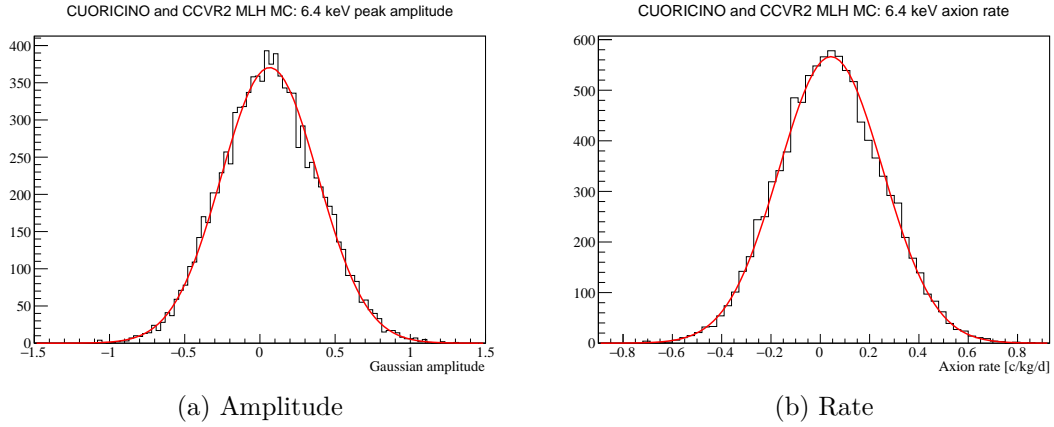 CUORICINO and CCVR2 MLH MC: 6.4 keV peak amplitude
400
350
300
250
200
150
100
50
0
-1.5 -1 -0.5 0 0.5 1 1.5
Gaussian amplitude
(a) Amplitude
CUORICINO and CCVR2 MLH MC: 6.4 keV axion rate
600
500
400
300
200
100
0
-0.8 -0.6 -0.4 -0.2 0 0.2 0.4 0.6 0.8
Axion rate [c/kg/d]
(b) Rate